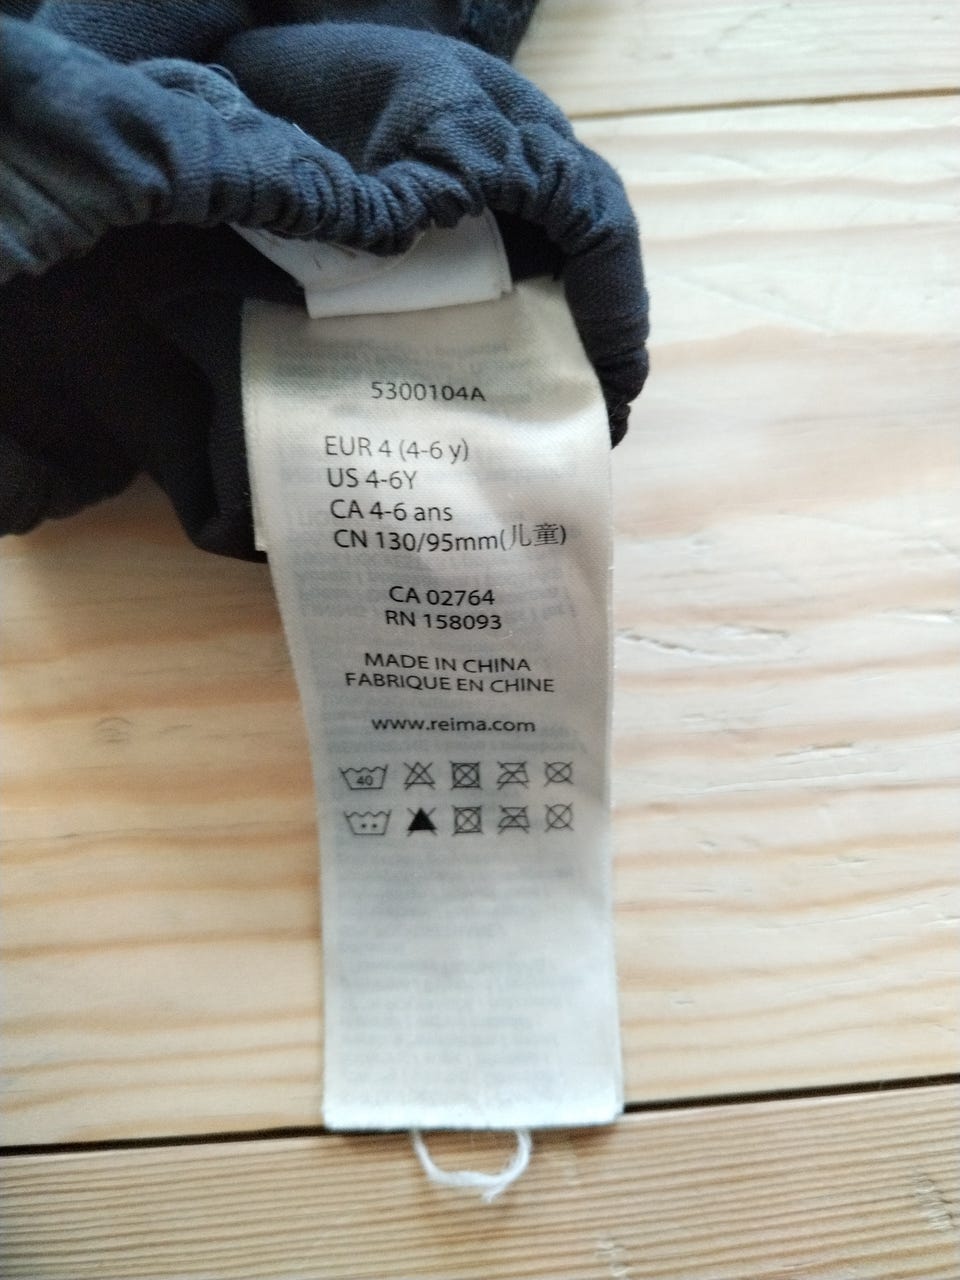 5300104A
EUR 4 (4-6 y)
US 4-6Y
CA 4-6 ans
CN 130/95mm(儿童)
CA 02764
RN 158093
MADE IN CHINA
FABRIQUE EN CHINE
www.reima.com
40